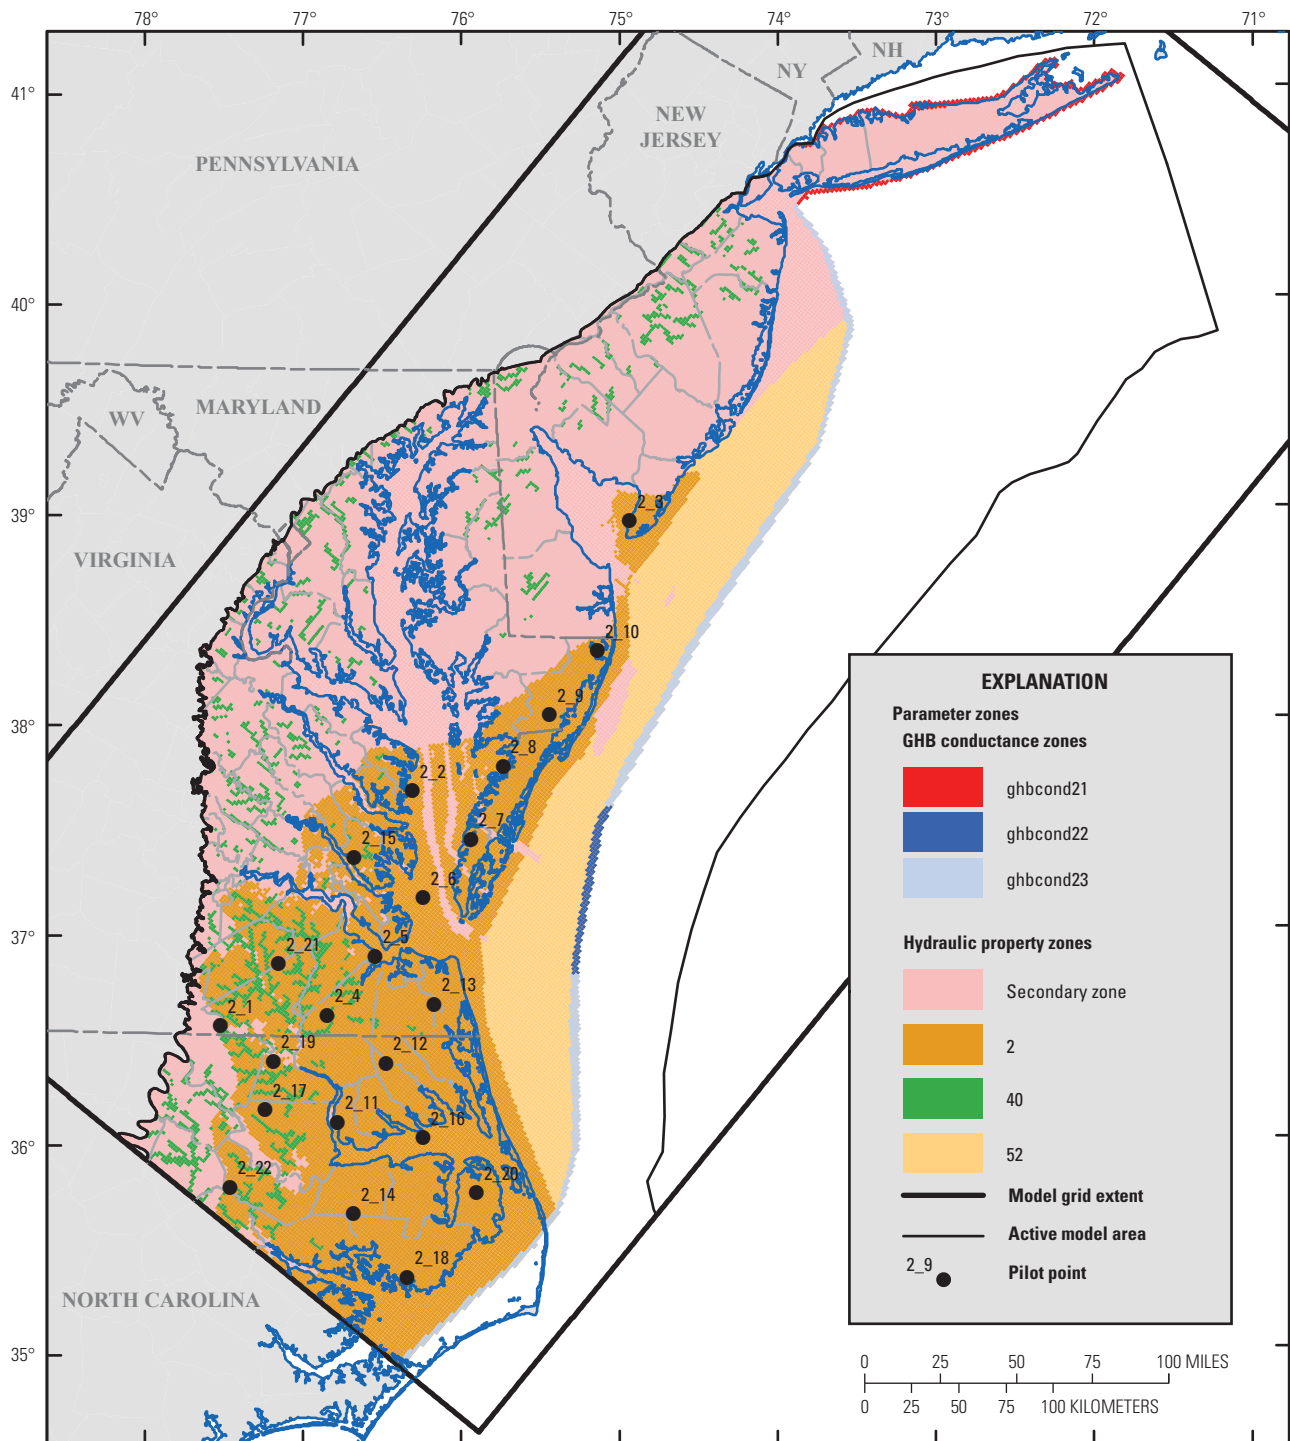 78°
77°
76°
75°
74°
73°
72°
71°
41°
40°
39°
38°
37°
36°
35°
NH
NY
NEW
JERSEY
PENNSYLVANIA
WV
MARYLAND
VIRGINIA
NORTH CAROLINA
2_3
2_10
2_9
2_8
2_2
2_7
2_15
2_6
2_5
2_21
2_13
2_4
2_1
2_19
2_12
2_17
2_11
2_16
2_22
2_20
2_14
2_18
EXPLANATION
Parameter zones
GHB conductance zones
ghbcond21
ghbcond22
ghbcond23
Hydraulic property zones
Secondary zone
2
40
52
Model grid extent
Active model area
2_9
Pilot point
0 25 50 75 100 MILES
0 25 50 75 100 KILOMETERS